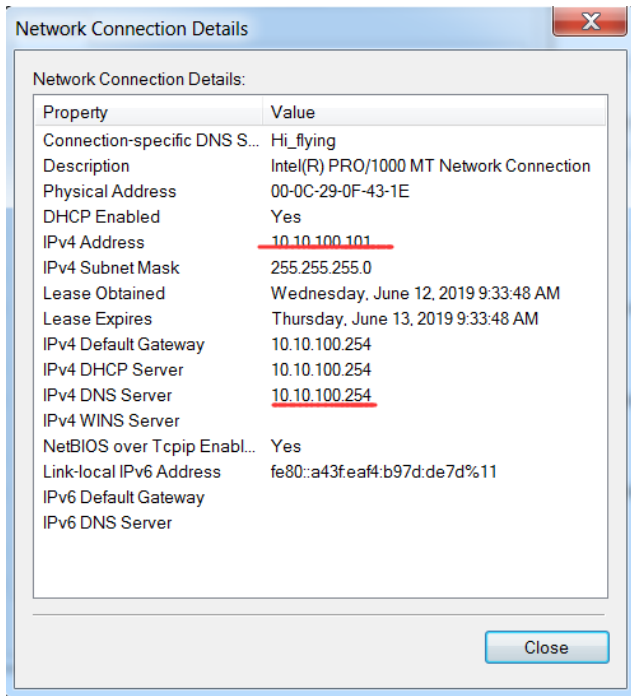 Network Connection Details
Network Connection Details:
Property Value
Connection-specific DNS S... Hi_flying
Description Intel(R) PRO/1000 MT Network Connection
Physical Address 00-0C-29-0F-43-1E
DHCP Enabled Yes
IPv4 Address 10.10.100.101
IPv4 Subnet Mask 255.255.255.0
Lease Obtained Wednesday, June 12, 2019 9:33:48 AM
Lease Expires Thursday, June 13, 2019 9:33:48 AM
IPv4 Default Gateway 10.10.100.254
IPv4 DHCP Server 10.10.100.254
IPv4 DNS Server 10.10.100.254
IPv4 WINS Server
NetBIOS over Tcpip Enabl... Yes
Link-local IPv6 Address fe80::a43f:eaf4:b97d:de7d%11
IPv6 Default Gateway
IPv6 DNS Server
Close